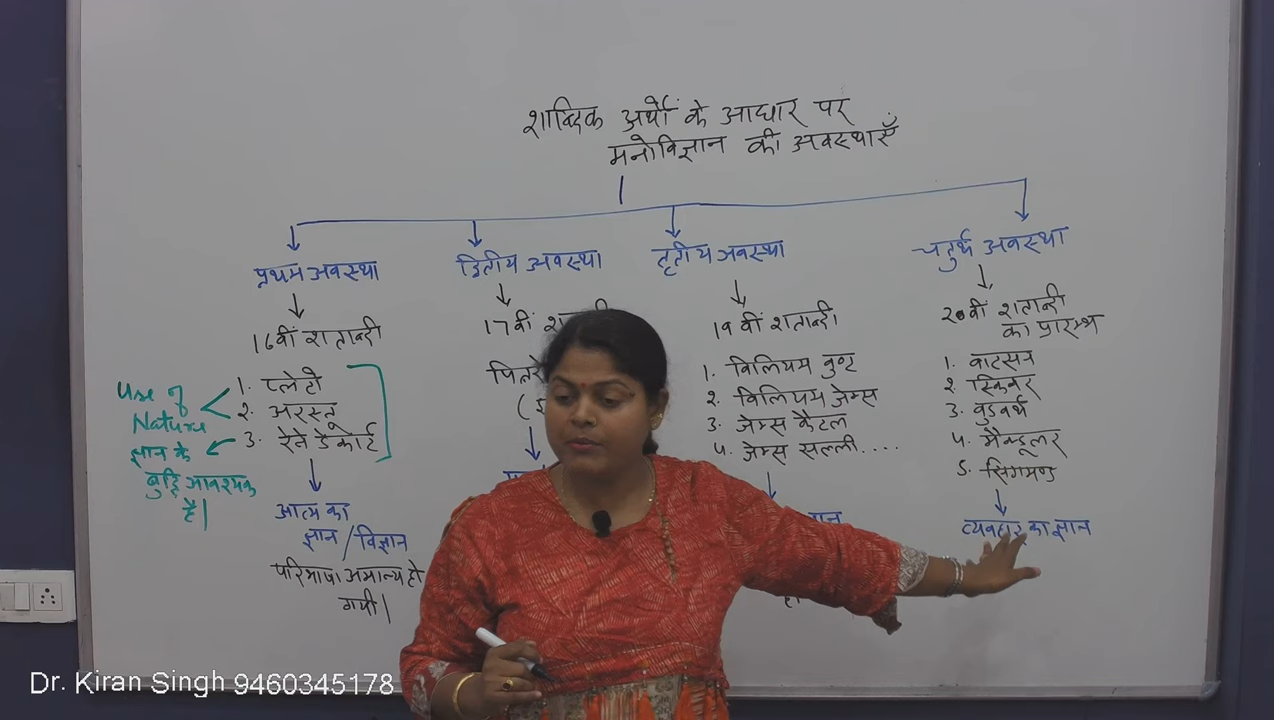 शाब्दिक अर्थों के आधार पर
मनोविज्ञान की अवस्थाएँ
प्रथम अवस्था
16वीं शताब्दी
1. प्लेटो
2. अरस्तू
3. रेने डेकार्ट
Use of
Nature
ज्ञान के
बुद्धि आवश्यक
है।
आत्म का
ज्ञान / विज्ञान
परिभाषा अमान्य हो
गयी।
द्वितीय अवस्था
17वीं
तृतीय अवस्था
19वीं शताब्दी
1. विलियम वुण्ट
2. विलियम जेम्स
3. जेम्स कैटल
4. जेम्स सल्ली....
चतुर्थ अवस्था
20वीं शताब्दी
का प्रारम्भ
1. वाटसन
2. स्किनर
3. वुडवर्थ
4. मैक्डूलर
5. सिगमण्ड
व्यवहार का ज्ञान
Dr. Kiran Singh 9460345178